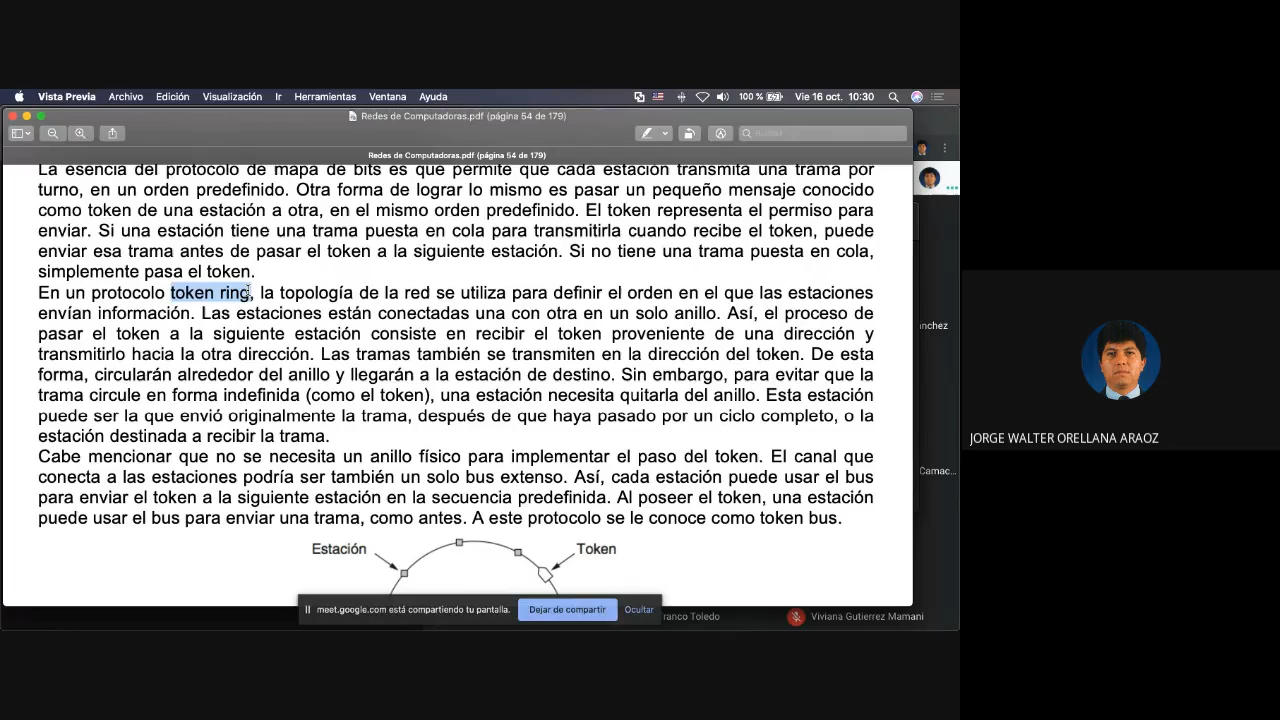 Vista Previa Archivo Edición Visualización Ir Herramientas Ventana Ayuda 100 % Vie 16 oct. 10:30
Redes de Computadoras.pdf (página 54 de 179)
Buscar
Redes de Computadoras.pdf (página 54 de 179)
La esencia del protocolo de mapa de bits es que permite que cada estación transmita una trama por
turno, en un orden predefinido. Otra forma de lograr lo mismo es pasar un pequeño mensaje conocido
como token de una estación a otra, en el mismo orden predefinido. El token representa el permiso para
enviar. Si una estación tiene una trama puesta en cola para transmitirla cuando recibe el token, puede
enviar esa trama antes de pasar el token a la siguiente estación. Si no tiene una trama puesta en cola,
simplemente pasa el token.
En un protocolo token ring, la topología de la red se utiliza para definir el orden en el que las estaciones
envían información. Las estaciones están conectadas una con otra en un solo anillo. Así, el proceso de
pasar el token a la siguiente estación consiste en recibir el token proveniente de una dirección y
transmitirlo hacia la otra dirección. Las tramas también se transmiten en la dirección del token. De esta
forma, circularán alrededor del anillo y llegarán a la estación de destino. Sin embargo, para evitar que la
trama circule en forma indefinida (como el token), una estación necesita quitarla del anillo. Esta estación
puede ser la que envió originalmente la trama, después de que haya pasado por un ciclo completo, o la
estación destinada a recibir la trama.
Cabe mencionar que no se necesita un anillo físico para implementar el paso del token. El canal que
conecta a las estaciones podría ser también un solo bus extenso. Así, cada estación puede usar el bus
para enviar el token a la siguiente estación en la secuencia predefinida. Al poseer el token, una estación
puede usar el bus para enviar una trama, como antes. A este protocolo se le conoce como token bus.
Estación Token
meet.google.com está compartiendo tu pantalla. Dejar de compartir Ocultar
ranco Toledo Viviana Gutierrez Mamani
nchez
Camac...
JORGE WALTER ORELLANA ARAOZ